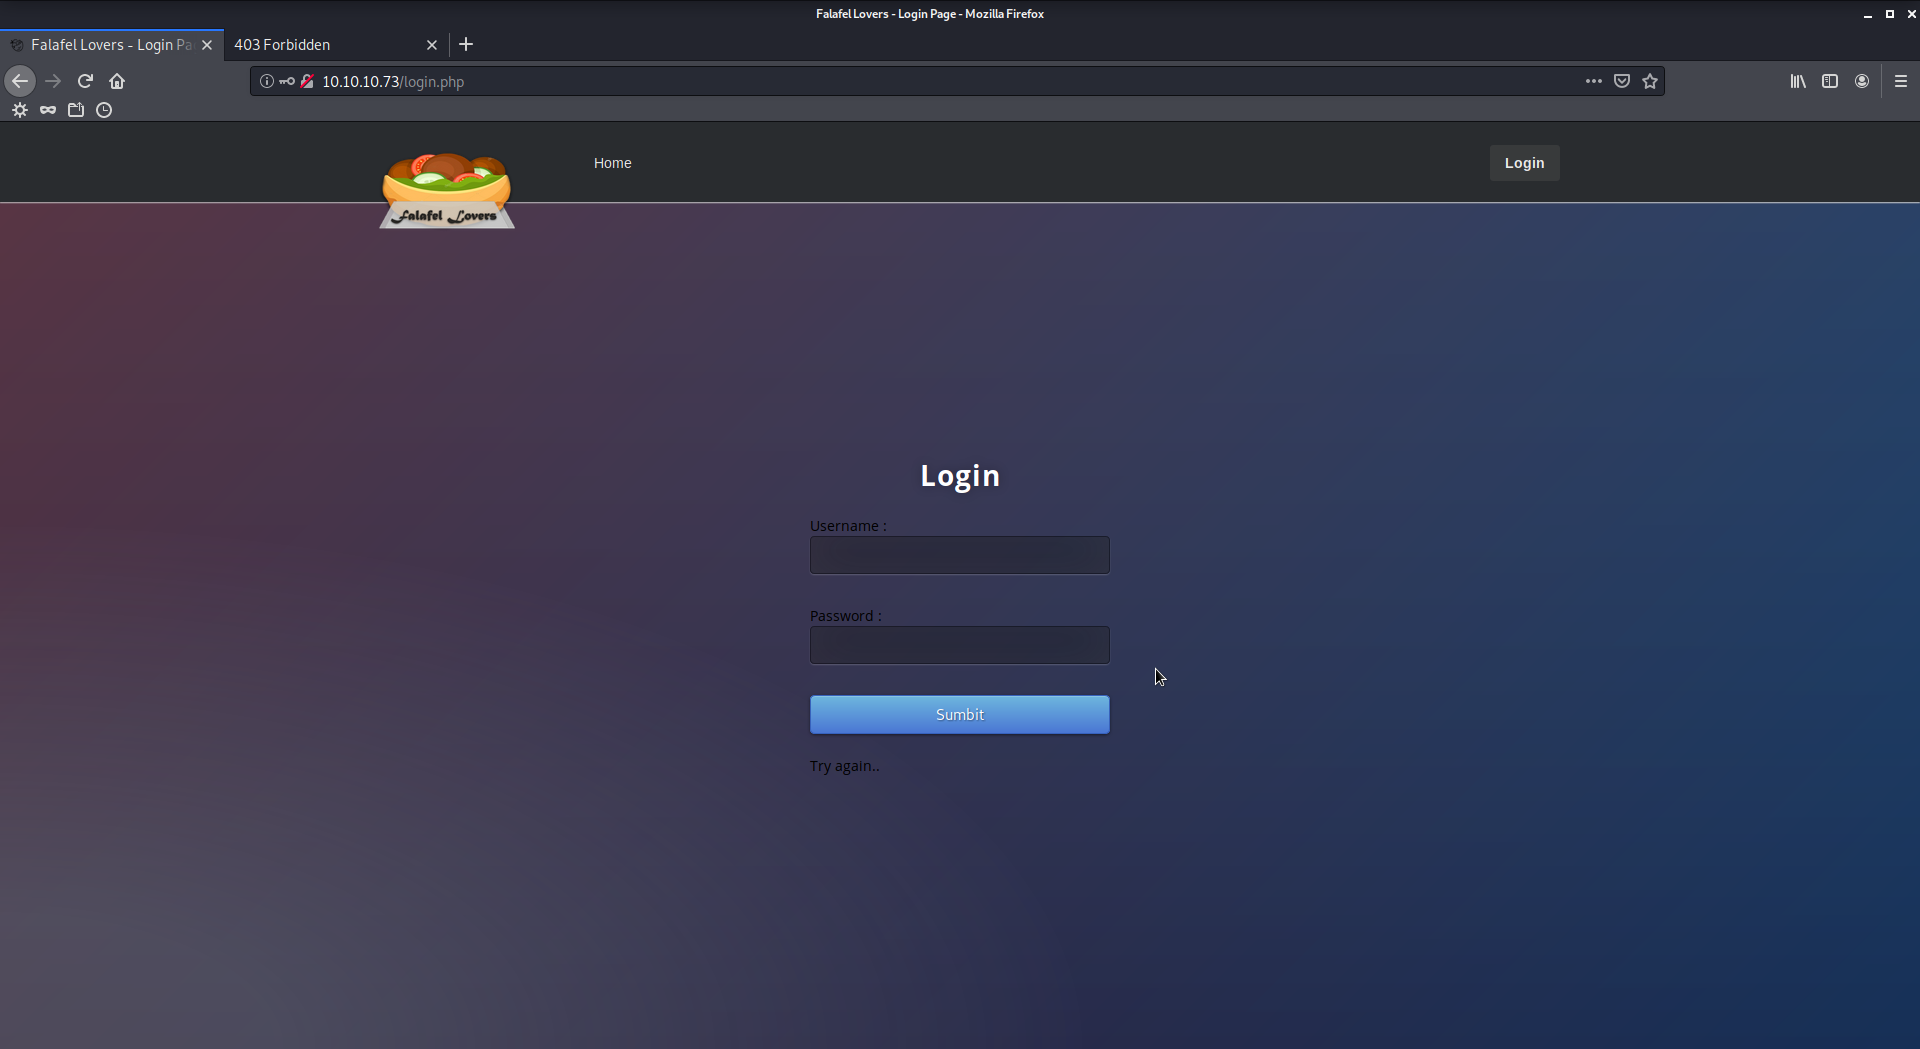 Falafel Lovers - Login Page - Mozilla Firefox
Falafel Lovers - Login Pa
403 Forbidden
10.10.10.73/login.php
Falafel Lovers
Home
Login
Login
Username :
Password :
Sumbit
Try again..